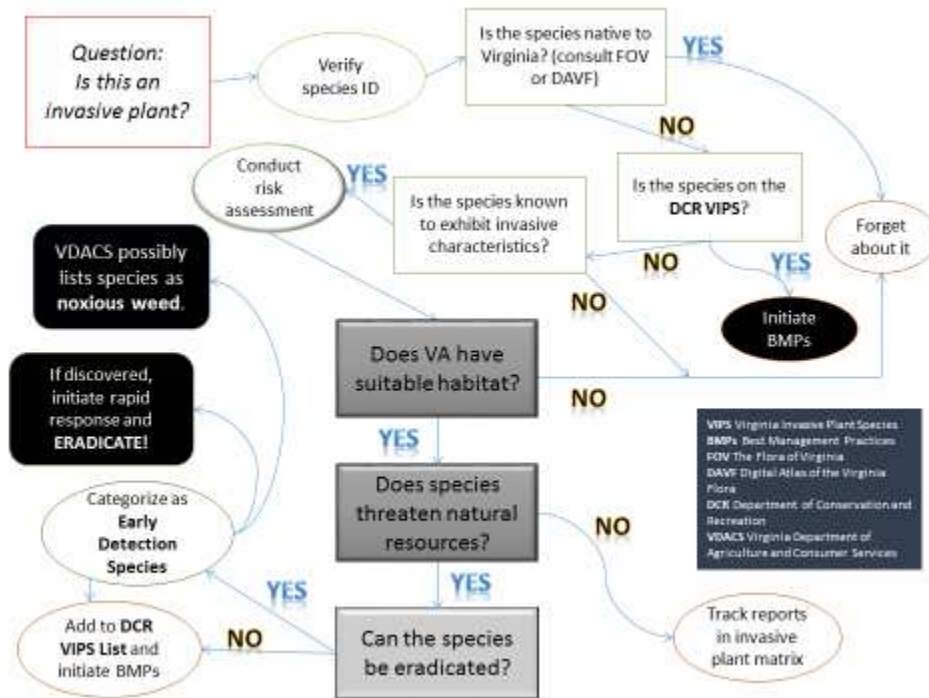 Question:
Is this an
invasive plant?
Verify
species ID
Is the species native to
Virginia? (consult FOV
or DAVF)
YES
NO
Conduct
risk
assessment
YES
Is the species known
to exhibit invasive
characteristics?
Is the species on the
DCR VIPS?
Forget
about it
NO
YES
NO
Initiate
BMPs
VDACS possibly
lists species as
noxious weed.
If discovered,
initiate rapid
response and
ERADICATE!
Does VA have
suitable habitat?
NO
YES
VIPS Virginia Invasive Plant Species
BMPs Best Management Practices
FOV The Flora of Virginia
DAVF Digital Atlas of the Virginia
Flora
DCR Department of Conservation and
Recreation
VDACS Virginia Department of
Agriculture and Consumer Services
Does species
threaten natural
resources?
NO
Categorize as
Early
Detection
Species
YES
YES
Track reports
in invasive
plant matrix
Add to DCR
VIPS List and
initiate BMPs
NO
Can the species
be eradicated?